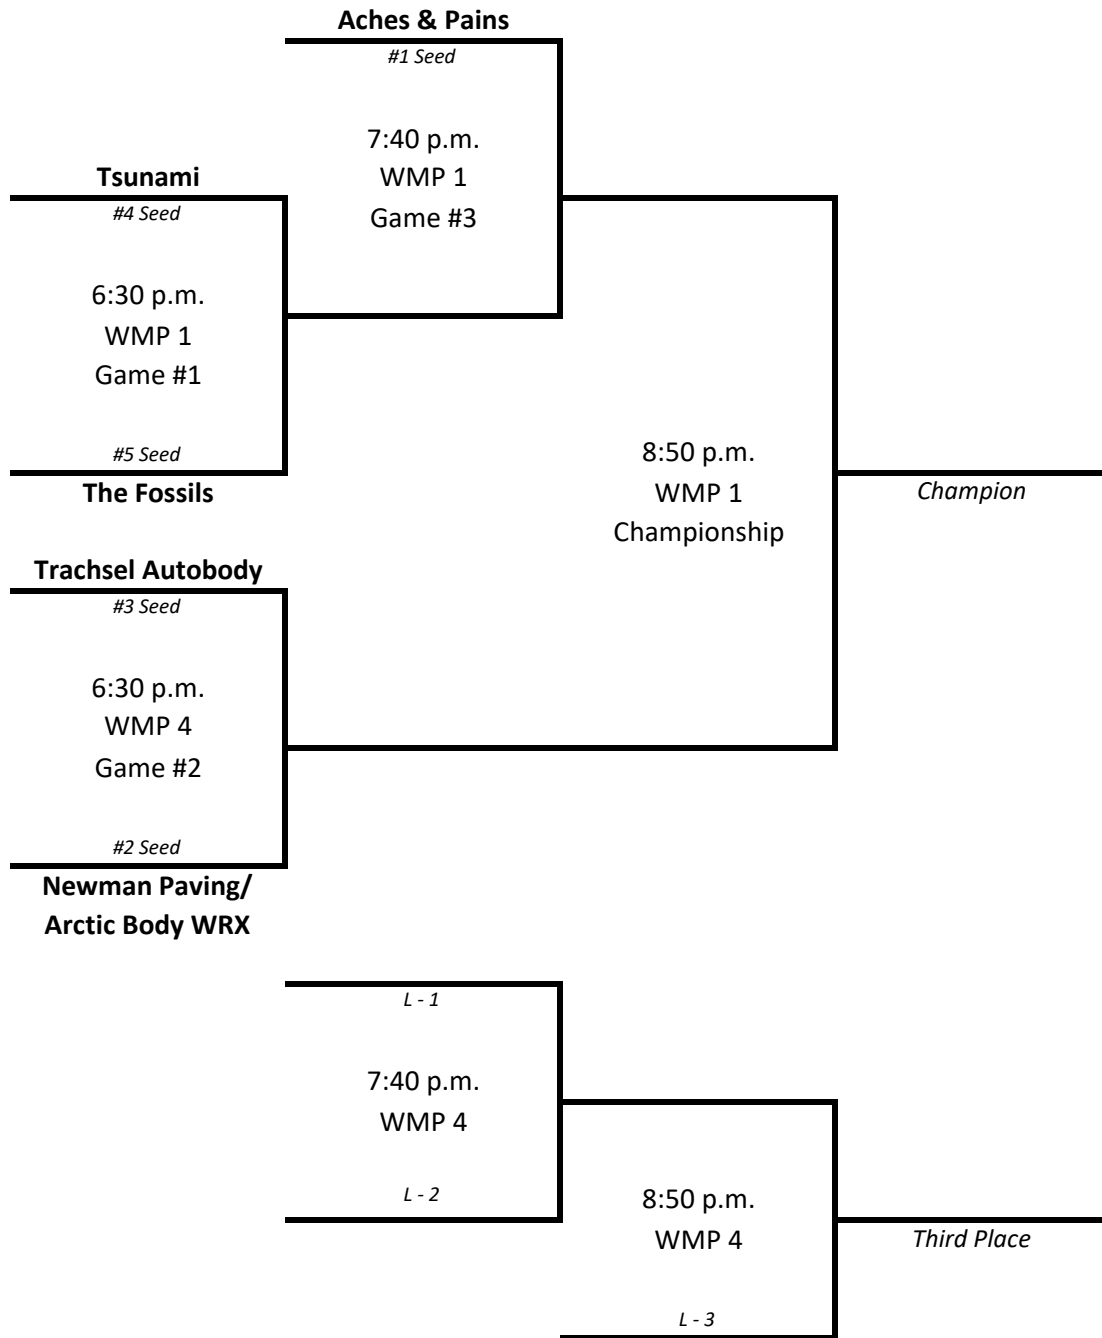 Aches & Pains
#1 Seed
7:40 p.m.
WMP 1
Game #3
Tsunami
#4 Seed
6:30 p.m.
WMP 1
Game #1
#5 Seed
The Fossils
8:50 p.m.
WMP 1
Championship
Champion
Trachsel Autobody
#3 Seed
6:30 p.m.
WMP 4
Game #2
#2 Seed
Newman Paving/
Arctic Body WRX
L - 1
7:40 p.m.
WMP 4
L - 2
8:50 p.m.
WMP 4
Third Place
L - 3